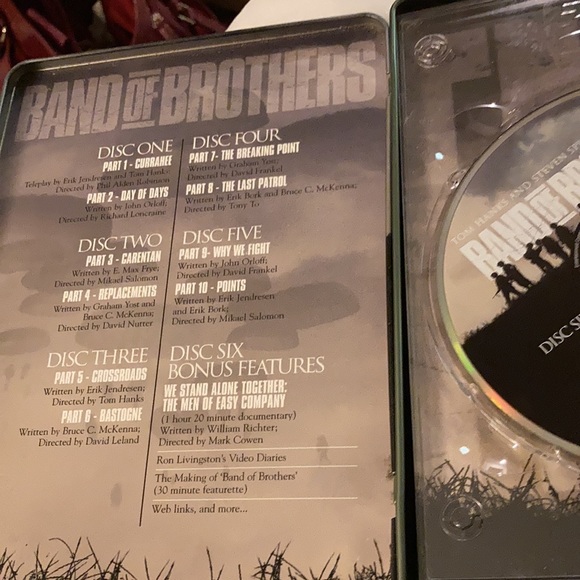 BAND OF BROTHERS
DISC ONE
PART 1 - CURRAHEE
Teleplay by Erik Jendresen and Tom Hanks;
Directed by Phil Alden Robinson
PART 2 - DAY OF DAYS
Written by John Orloff;
Directed by Richard Loncraine
DISC TWO
PART 3 - CARENTAN
Written by E. Max Frye;
Directed by Mikael Salomon
PART 4 - REPLACEMENTS
Written by Graham Yost and
Bruce C. McKenna;
Directed by David Nutter
DISC THREE
PART 5 - CROSSROADS
Written by Erik Jendresen;
Directed by Tom Hanks
PART 6 - BASTOGNE
Written by Bruce C. McKenna;
Directed by David Leland
DISC FOUR
PART 7 - THE BREAKING POINT
Written by Graham Yost;
Directed by David Frankel
PART 8 - THE LAST PATROL
Written by Erik Bork and Bruce C. McKenna;
Directed by Tony To
DISC FIVE
PART 9 - WHY WE FIGHT
Written by John Orloff;
Directed by David Frankel
PART 10 - POINTS
Written by Erik Jendresen
and Erik Bork;
Directed by Mikael Salomon
DISC SIX
BONUS FEATURES
WE STAND ALONE TOGETHER:
THE MEN OF EASY COMPANY
(1 hour 20 minute documentary)
Written by William Richter;
Directed by Mark Cowen
Ron Livingston's Video Diaries
The Making of 'Band of Brothers'
(30 minute featurette)
Web links, and more...
TOM HANKS AND STEVEN
BAND OF
DISC